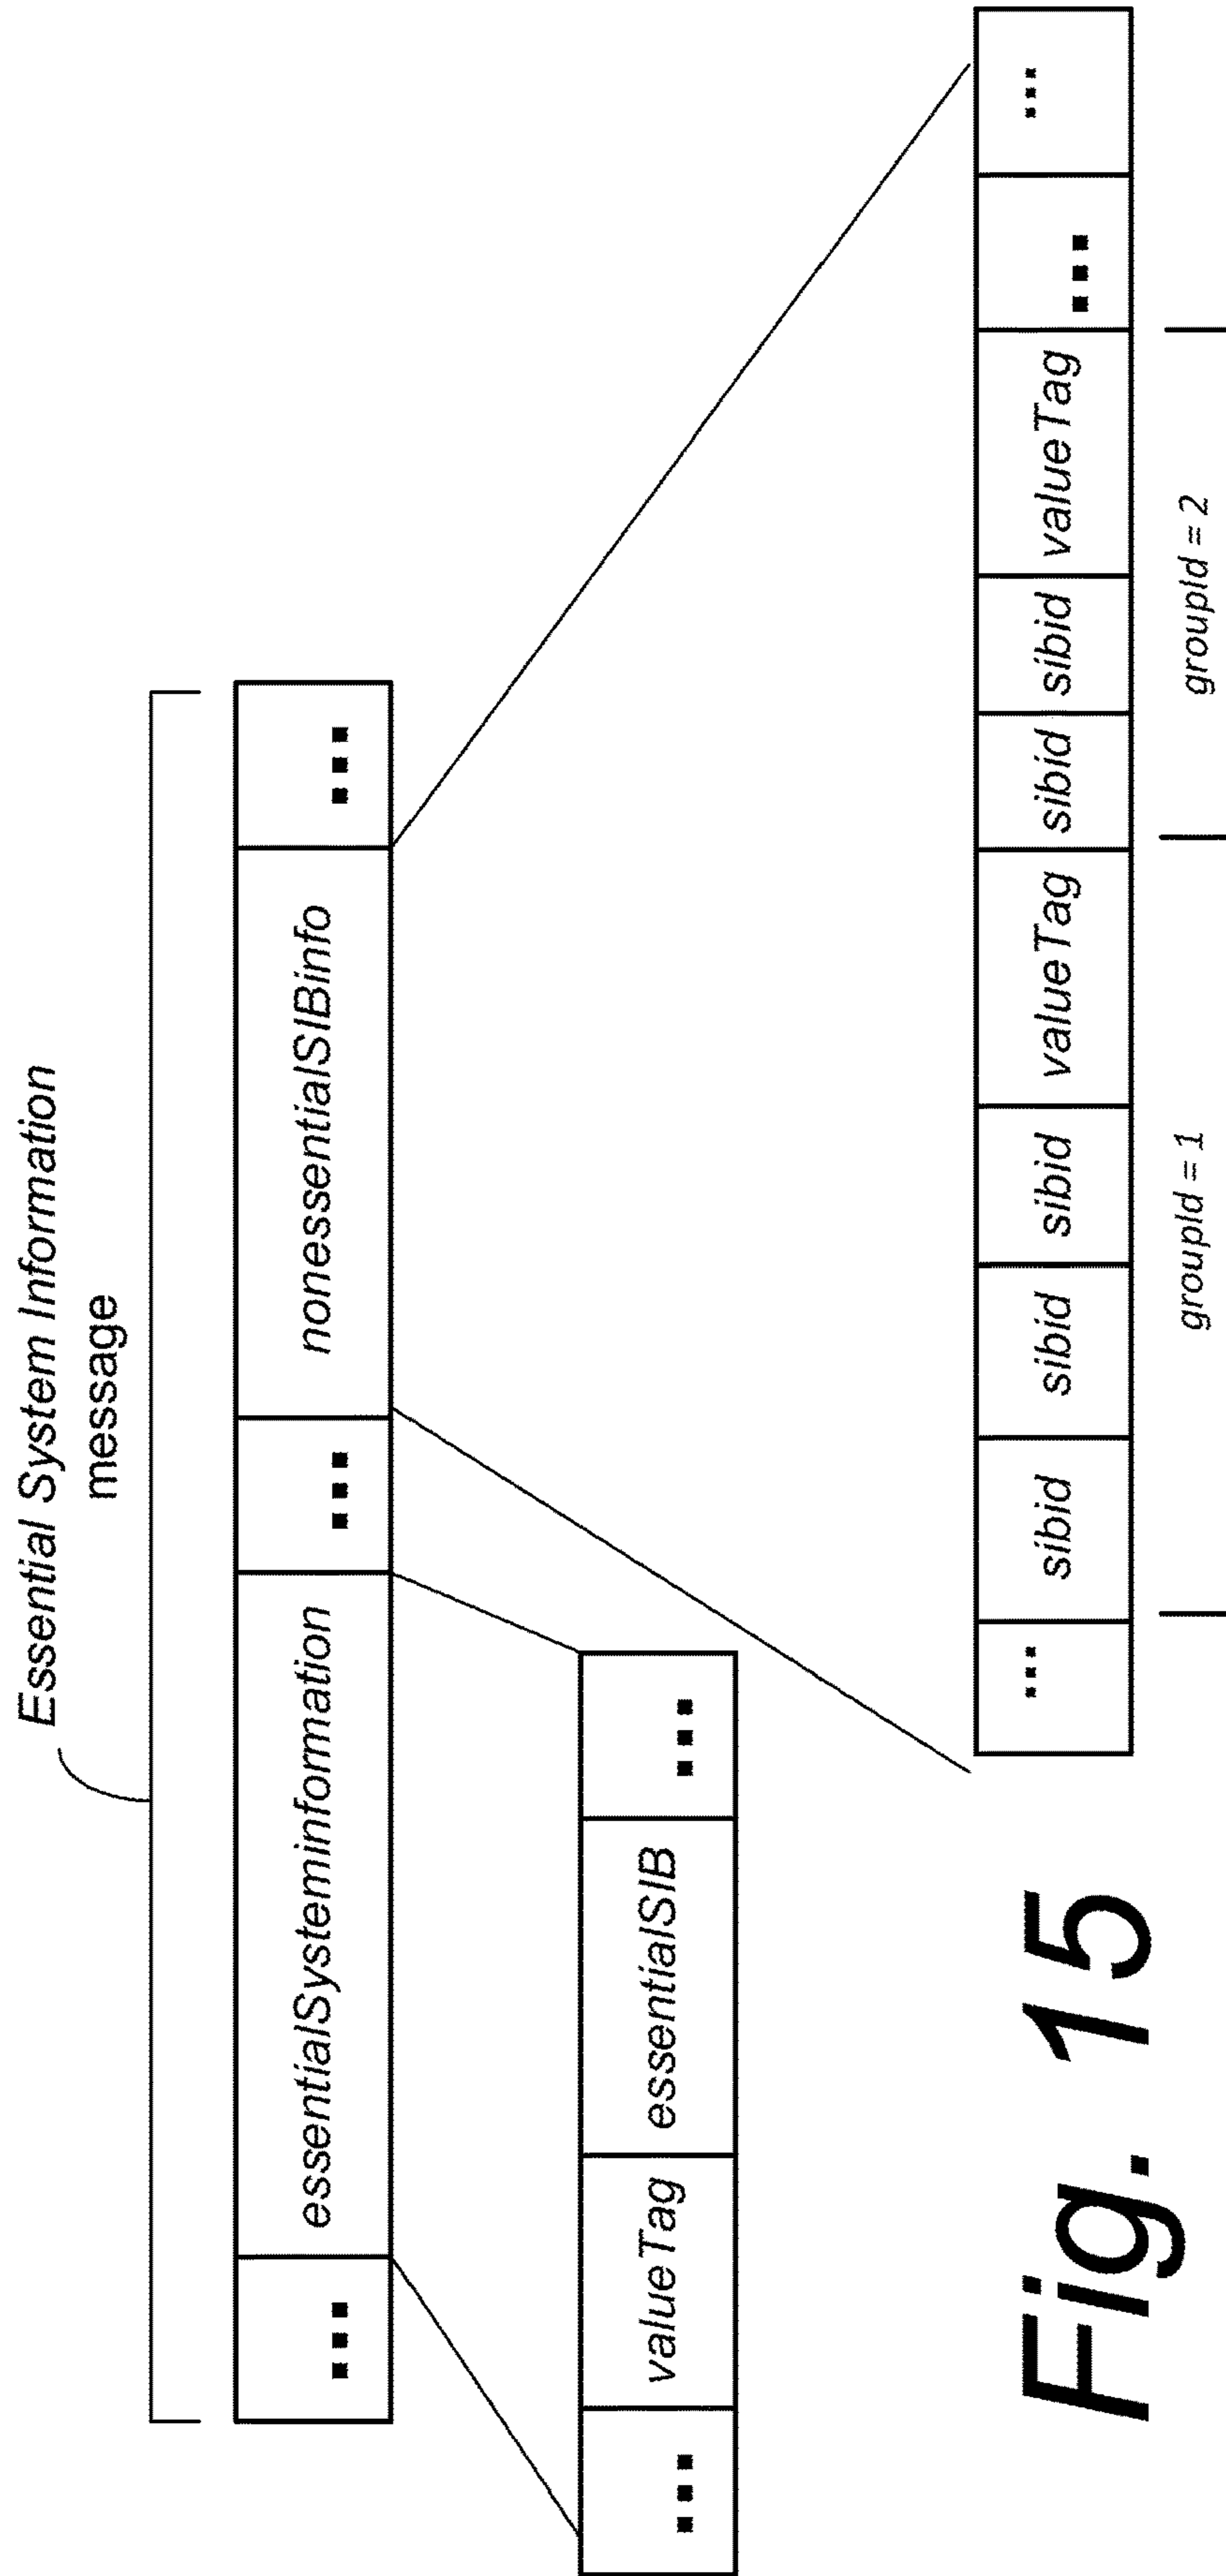 Essential System Information
message
... essentialSysteminfomation ... nonessentialSIBinfo ...
... valueTag essentialSIB ...
... sibid sibid sibid valueTag sibid sibid valueTag ... ...
groupId = 1 groupId = 2
Fig. 15